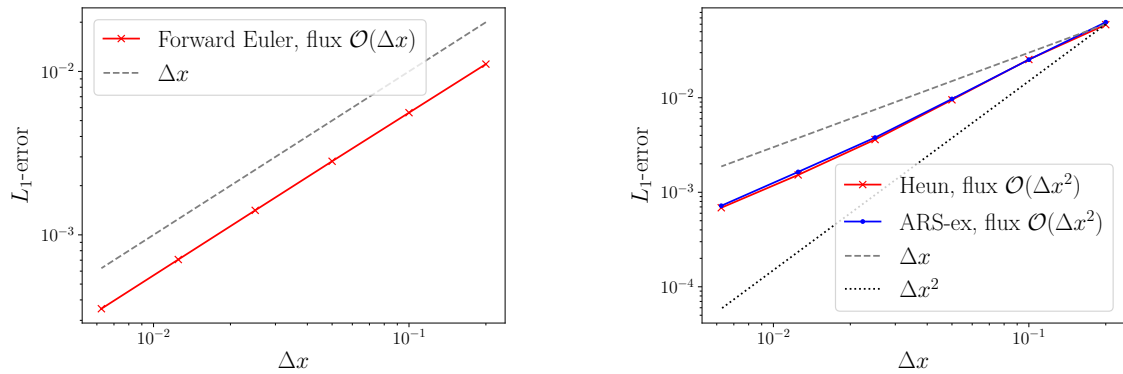 Forward Euler, flux 𝒪(Δx)
Δx
10⁻²
10⁻³
L₁-error
10⁻²
10⁻¹
Δx
10⁻²
10⁻³
10⁻⁴
L₁-error
Heun, flux 𝒪(Δx²)
ARS-ex, flux 𝒪(Δx²)
Δx
Δx²
10⁻²
10⁻¹
Δx